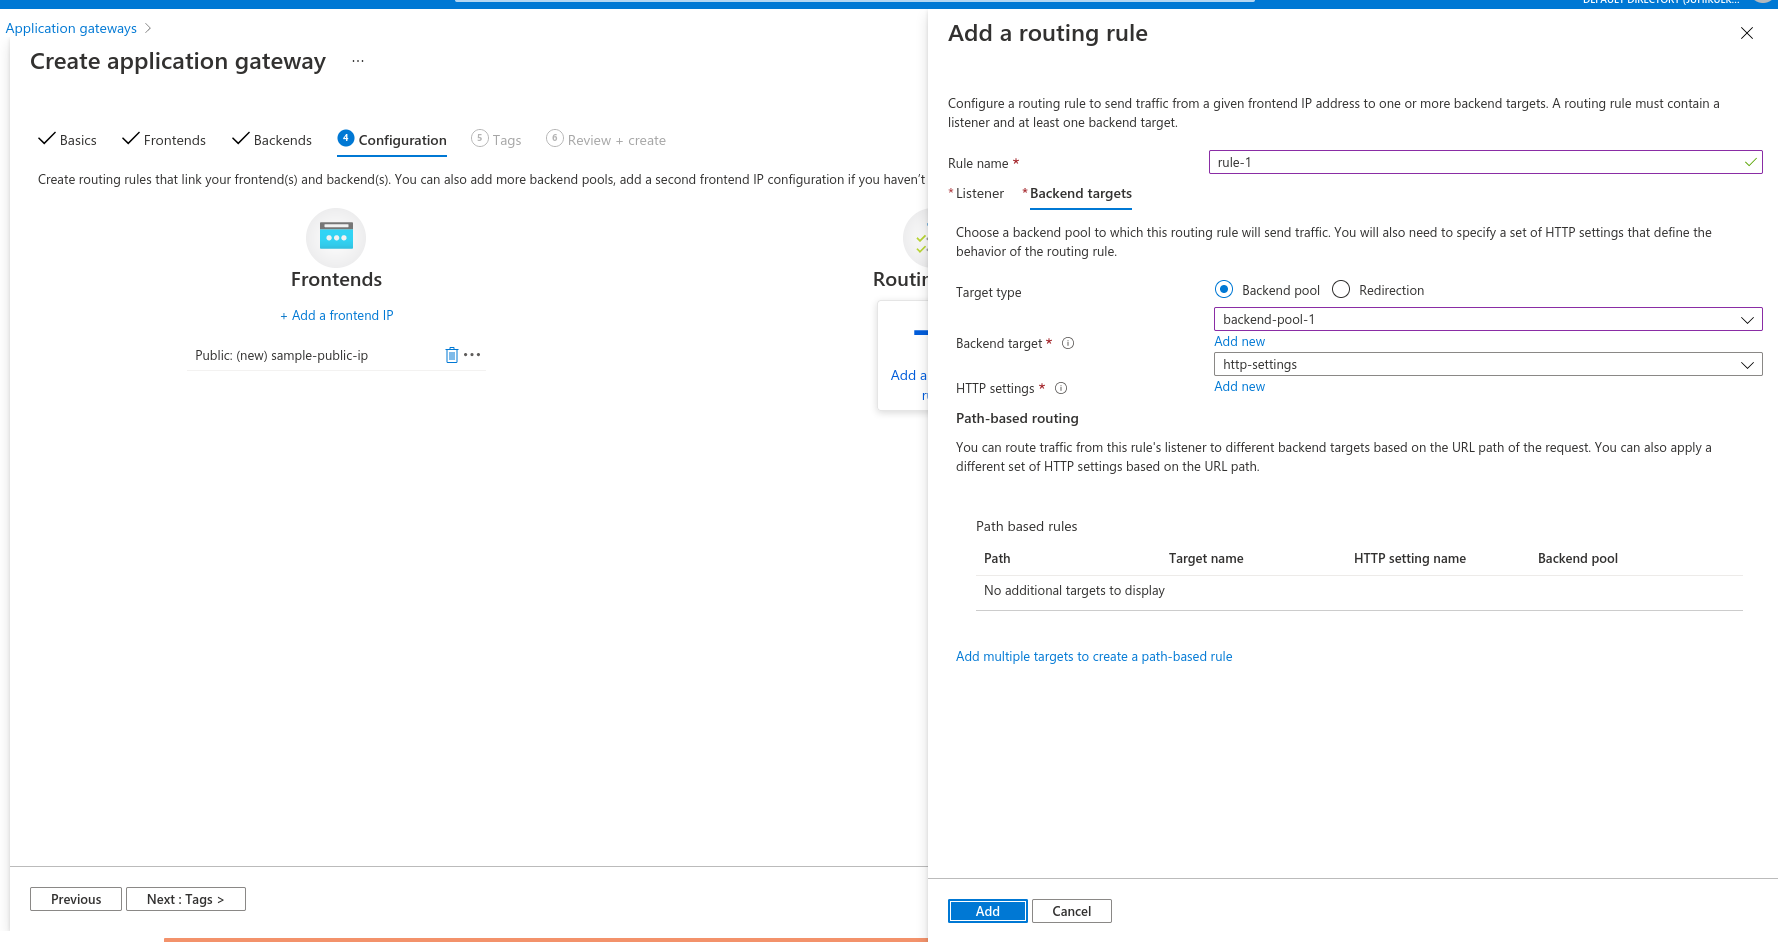 Application gateways
Create application gateway
...
Basics
Frontends
Backends
4 Configuration
5 Tags
6 Review + create
Create routing rules that link your frontend(s) and backend(s). You can also add more backend pools, add a second frontend IP configuration if you haven't
Frontends
+ Add a frontend IP
Public: (new) sample-public-ip
Add a
Add a routing rule
Configure a routing rule to send traffic from a given frontend IP address to one or more backend targets. A routing rule must contain a
listener and at least one backend target.
Rule name *
rule-1
* Listener
* Backend targets
Choose a backend pool to which this routing rule will send traffic. You will also need to specify a set of HTTP settings that define the
behavior of the routing rule.
Target type
Backend pool
Redirection
backend-pool-1
Backend target *
Add new
http-settings
HTTP settings *
Add new
Path-based routing
You can route traffic from this rule's listener to different backend targets based on the URL path of the request. You can also apply a
different set of HTTP settings based on the URL path.
Path based rules
Path Target name HTTP setting name Backend pool
No additional targets to display
Add multiple targets to create a path-based rule
Previous
Next : Tags >
Add
Cancel